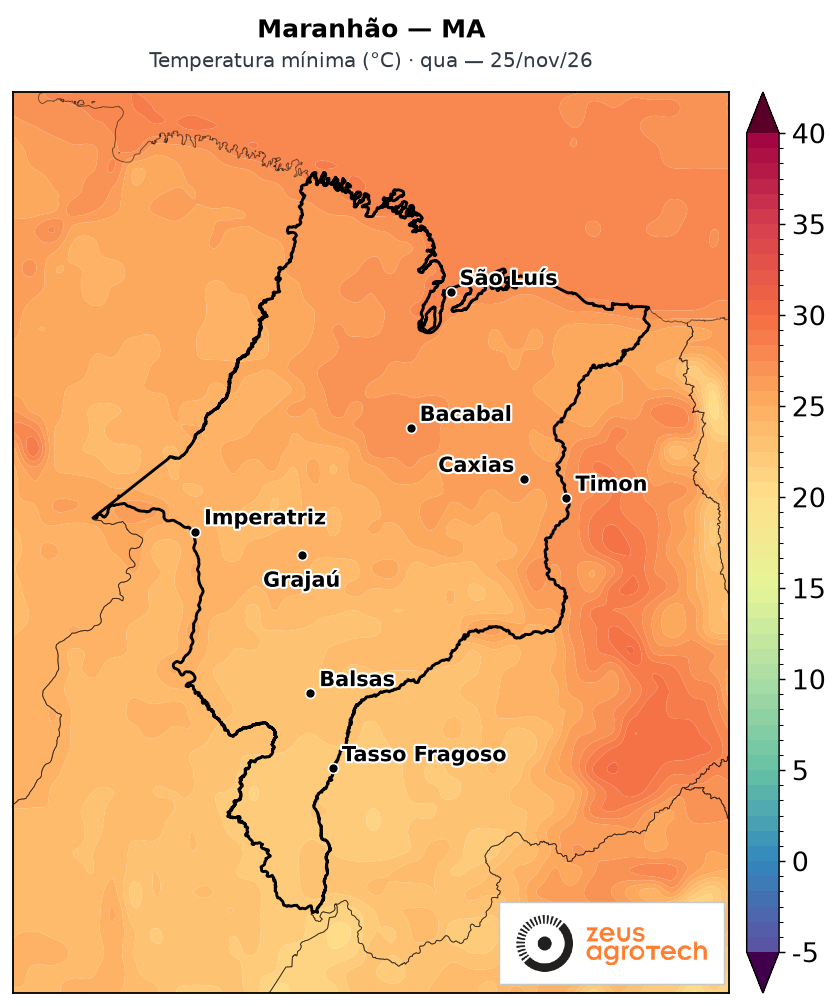 Maranhão — MA
Temperatura mínima (°C) · qua — 25/nov/26
São Luís
Bacabal
Caxias
Timon
Imperatriz
Grajaú
Balsas
Tasso Fragoso
40
35
30
25
20
15
10
5
0
-5
zeus
agrotech